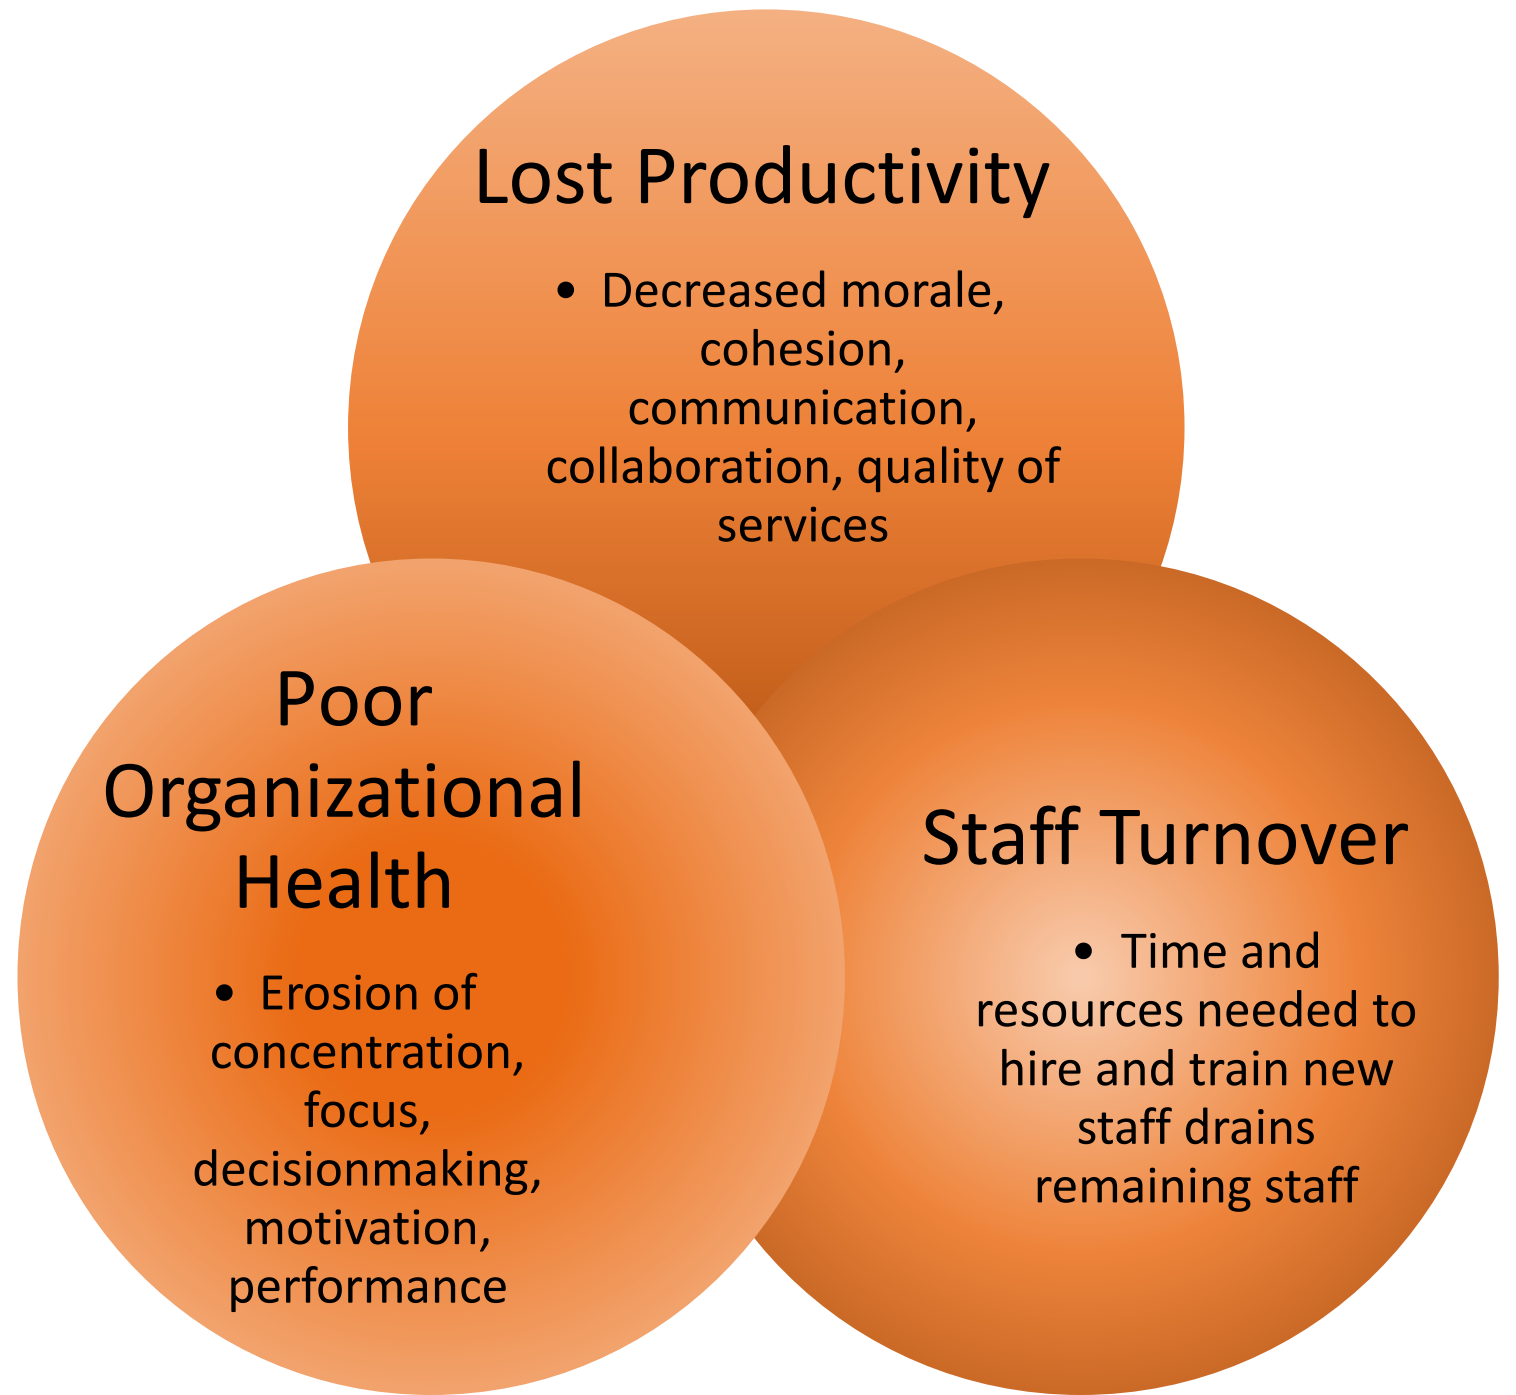 Lost Productivity
• Decreased morale,
cohesion,
communication,
collaboration, quality of
services
Poor
Organizational
Health
• Erosion of
concentration,
focus,
decisionmaking,
motivation,
performance
Staff Turnover
• Time and
resources needed to
hire and train new
staff drains
remaining staff